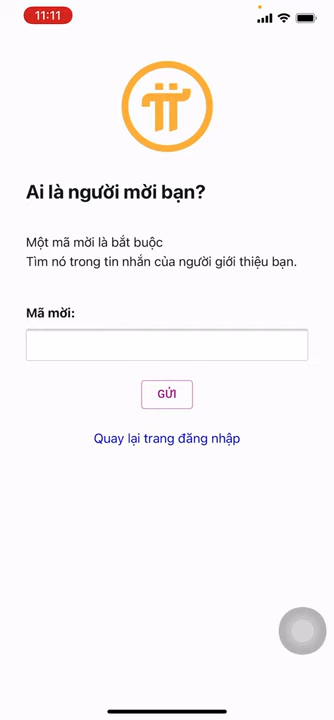 11:11
Ai là người mời bạn?
Một mã mời là bắt buộc
Tìm nó trong tin nhắn của người giới thiệu bạn.
Mã mời:
GỬI
Quay lại trang đăng nhập